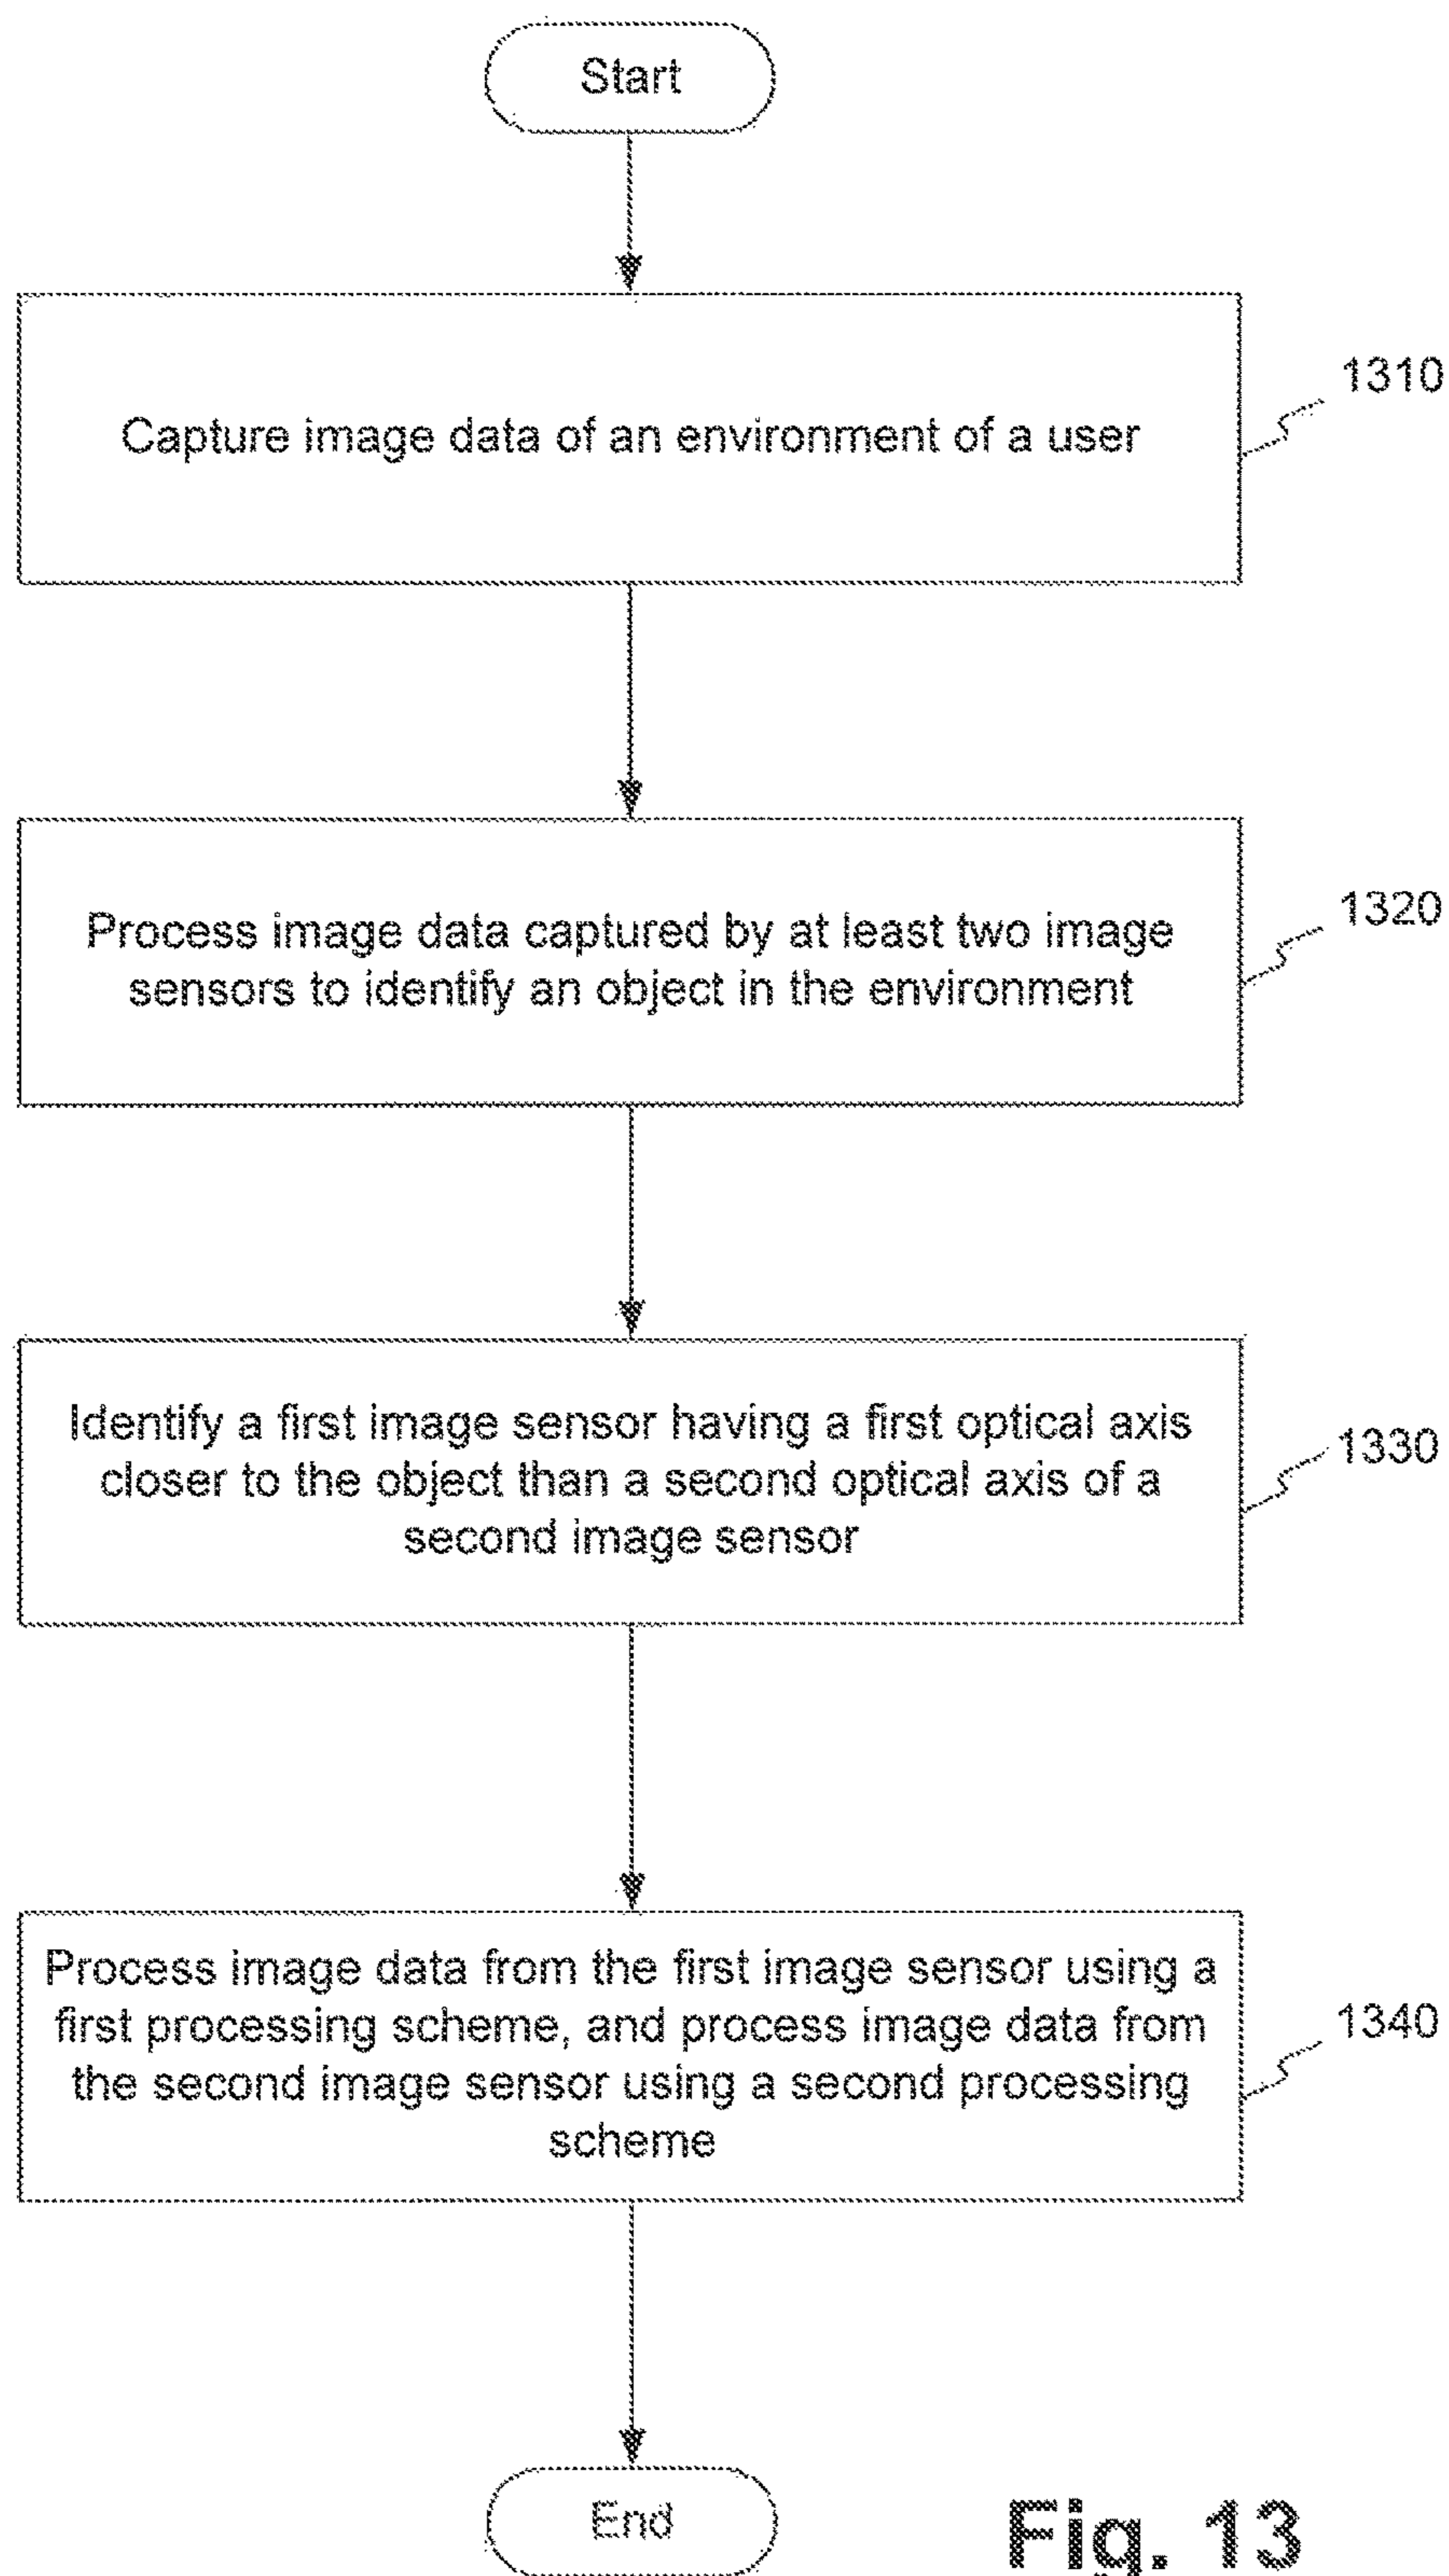 Start
Capture image data of an environment of a user
1310
Process image data captured by at least two image
sensors to identify an object in the environment
1320
Identify a first image sensor having a first optical axis
closer to the object than a second optical axis of a
second image sensor
1330
Process image data from the first image sensor using a
first processing scheme, and process image data from
the second image sensor using a second processing
scheme
1340
End
Fig. 13